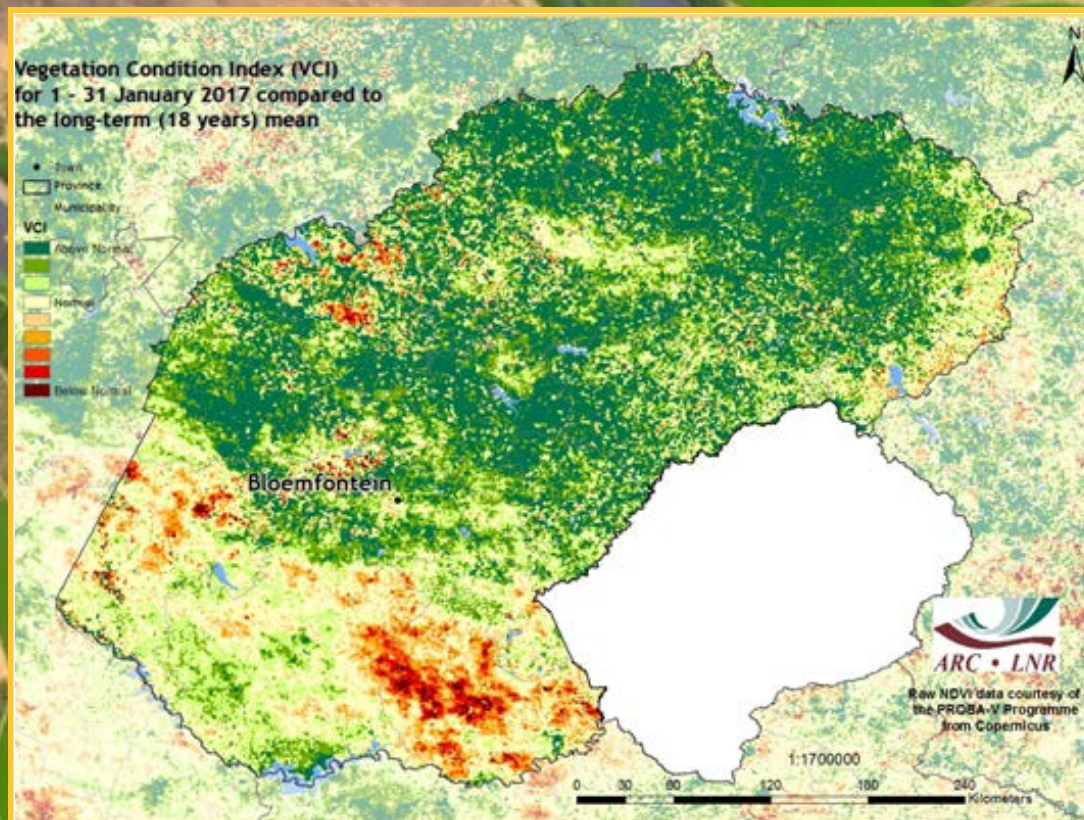 Vegetation Condition Index (VCI)
for 1 - 31 January 2017 compared to
the long-term (18 years) mean
N
Town
Province
Municipality
VCI
Above Normal
Normal
Below Normal
Bloemfontein
ARC • LNR
Raw NDVI data courtesy of
the PROBA-V Programme
from Copernicus
1:1700000
0 30 60 120 180 240
Kilometers